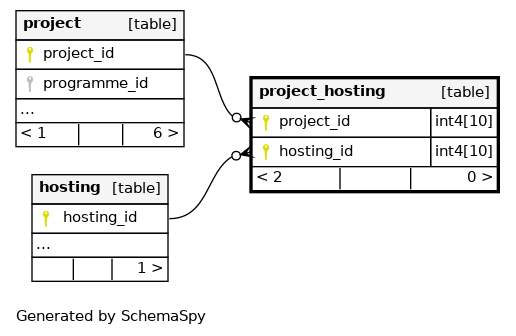 project [table]
project_id
programme_id
...
< 1 6 >
project_hosting [table]
project_id int4[10]
hosting_id int4[10]
< 2 0 >
hosting [table]
hosting_id
...
1 >
Generated by SchemaSpy